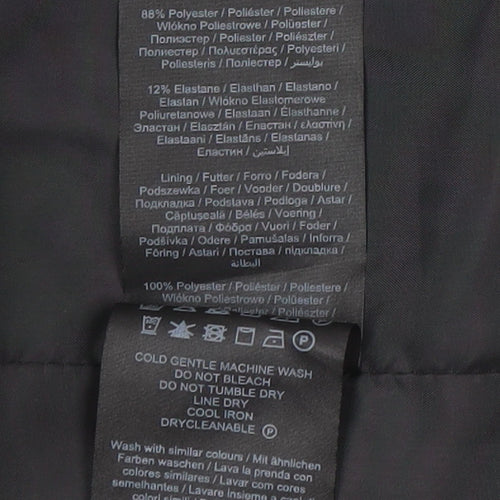 88% Polyester / Poliéster / Poliestere /
Włókno Poliestrowe / Polüester /
Полиэстер / Poliester / Poliészter /
Полиестер / Πολυεστέρας / Polyesteri /
Poliesteris / Поліестер / بوليستر
12% Elastane / Elasthan / Elastano /
Elastan / Włókno Elastomerowe /
Poliuretanowe / Elastaan / Élasthanne /
Эластан / Elasztán / Еластан / ελαστίνη /
Elastaani / Elastāns / Elastanas /
Еластин / إيلاستين
Lining / Futter / Forro / Fodera /
Podszewka / Foer / Vooder / Doublure /
Подкладка / Podstava / Podloga / Astar /
Căptușeală / Bélés / Voering /
Подплата / Φόδρα / Vuori / Foder /
Podšívka / Odere / Pamušalas / Inforra /
Fôring / Astari / Постава / підкладка /
البطانة
100% Polyester / Poliéster / Poliestere /
Włókno Poliestrowe / Polüester /
Poliester / Poliészter
COLD GENTLE MACHINE WASH
DO NOT BLEACH
DO NOT TUMBLE DRY
LINE DRY
COOL IRON
DRYCLEANABLE Ⓟ
Wash with similar colours / Mit ähnlichen
Farben waschen / Lava la prenda con
colores similares / Lavar com cores
semelhantes / Lavare insieme a capi